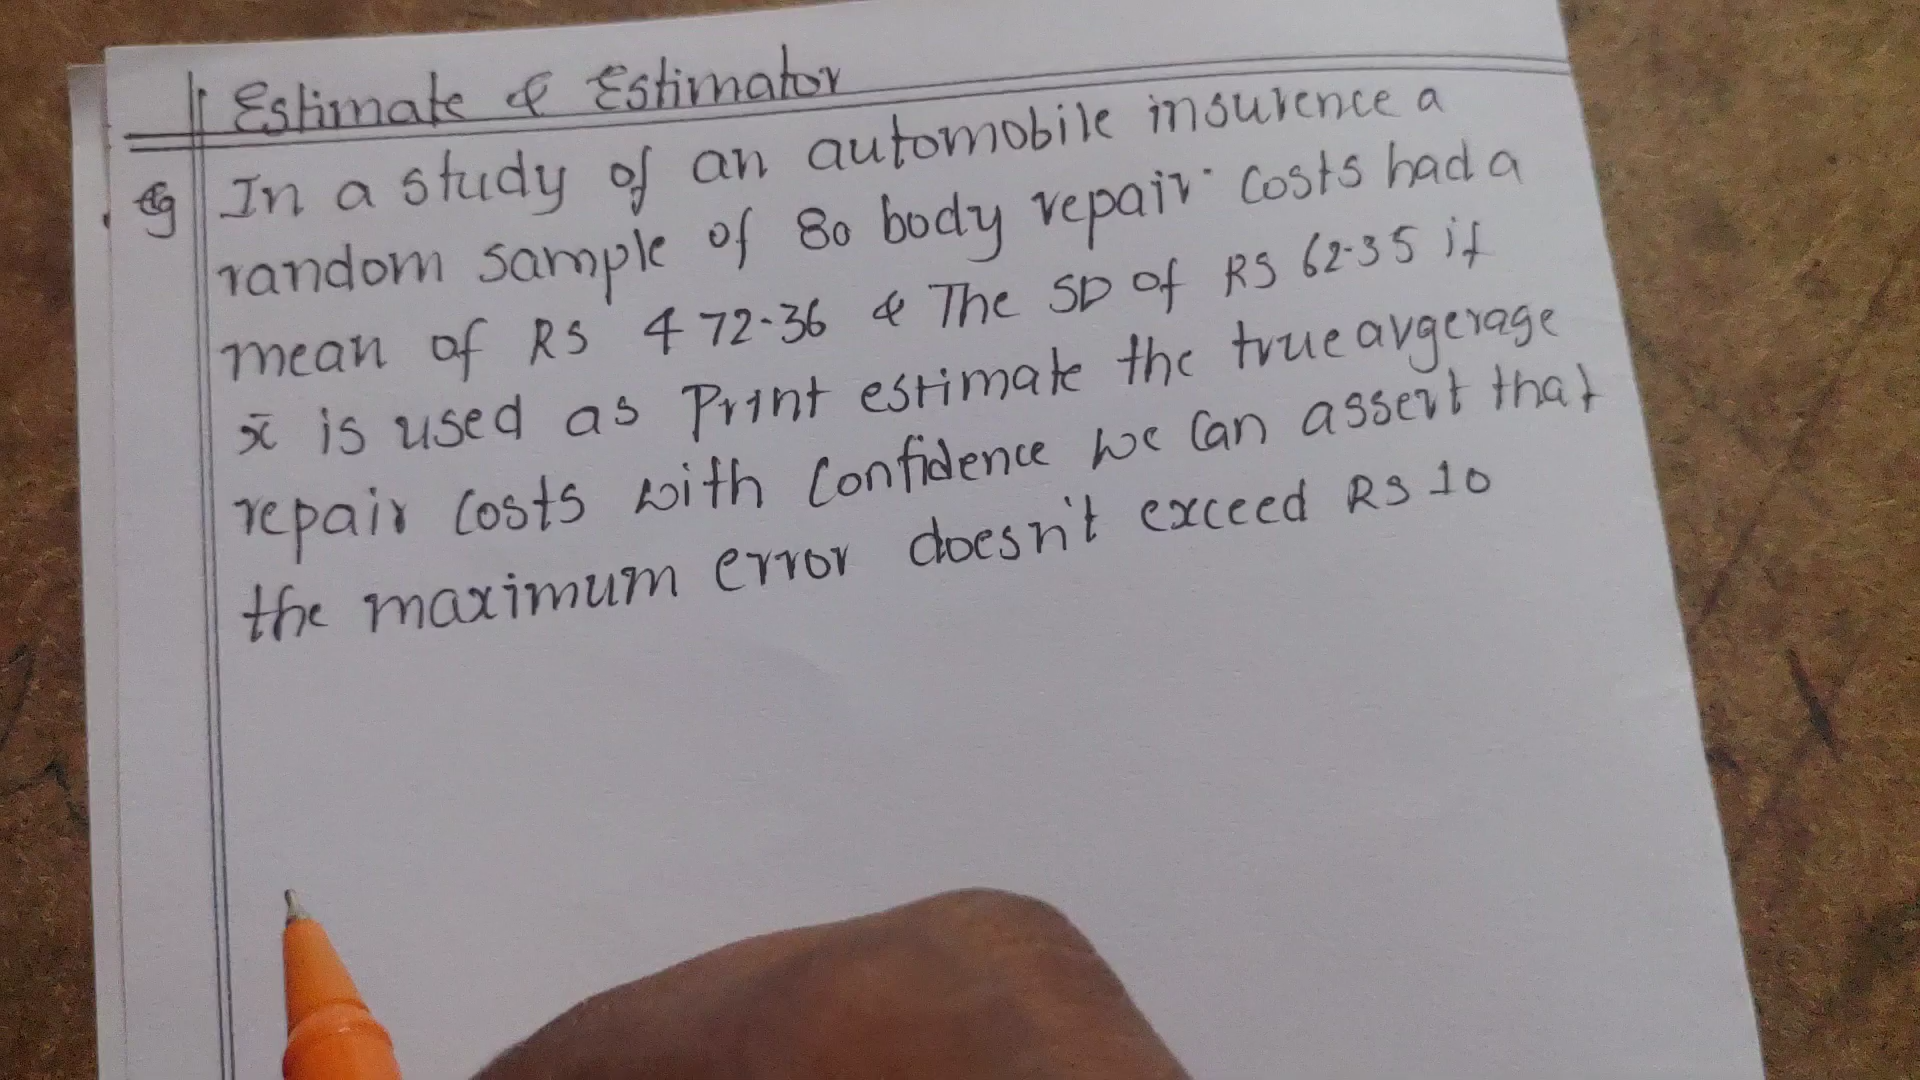 Estimate & Estimator
Eg In a study of an automobile insurence a
random sample of 80 body repair costs had a
mean of RS 472.36 & The SD of RS 62.35 if
x̄ is used as Print estimate the true avgerage
repair costs with confidence we can assert that
the maximum error doesn't exceed RS 10